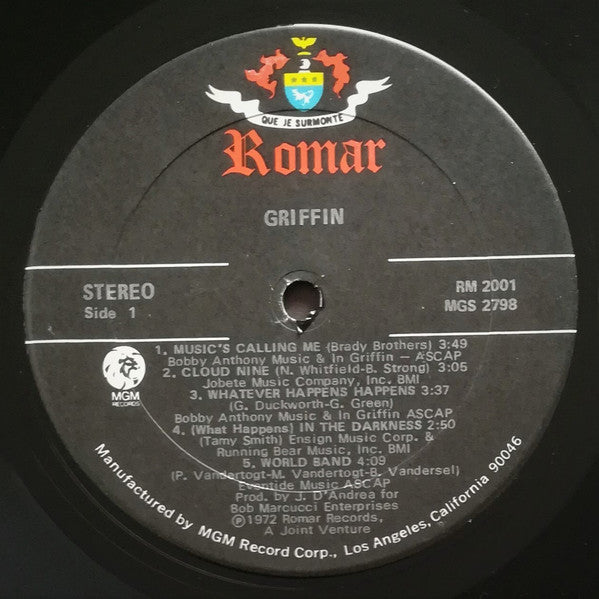 QUE JE SURMONTE
Romar
GRIFFIN
STEREO
Side 1
RM 2001
MGS 2798
MGM
RECORDS
1. MUSIC'S CALLING ME (Brady Brothers) 3:49
Bobby Anthony Music & In Griffin — ASCAP
2. CLOUD NINE (N. Whitfield-B. Strong) 3:05
Jobete Music Company, Inc. BMI
3. WHATEVER HAPPENS HAPPENS 3:37
(G. Duckworth-G. Green)
Bobby Anthony Music & In Griffin ASCAP
4. (What Happens) IN THE DARKNESS 2:50
(Tamy Smith) Ensign Music Corp. &
Running Bear Music, Inc. BMI
5. WORLD BAND 4:09
(P. Vandertogt-M. Vandertogt-B. Vandersel)
Eventide Music ASCAP
Prod. by J. D'Andrea for
Bob Marcucci Enterprises
℗1972 Romar Records,
A Joint Venture
Manufactured by MGM Record Corp., Los Angeles, California 90046